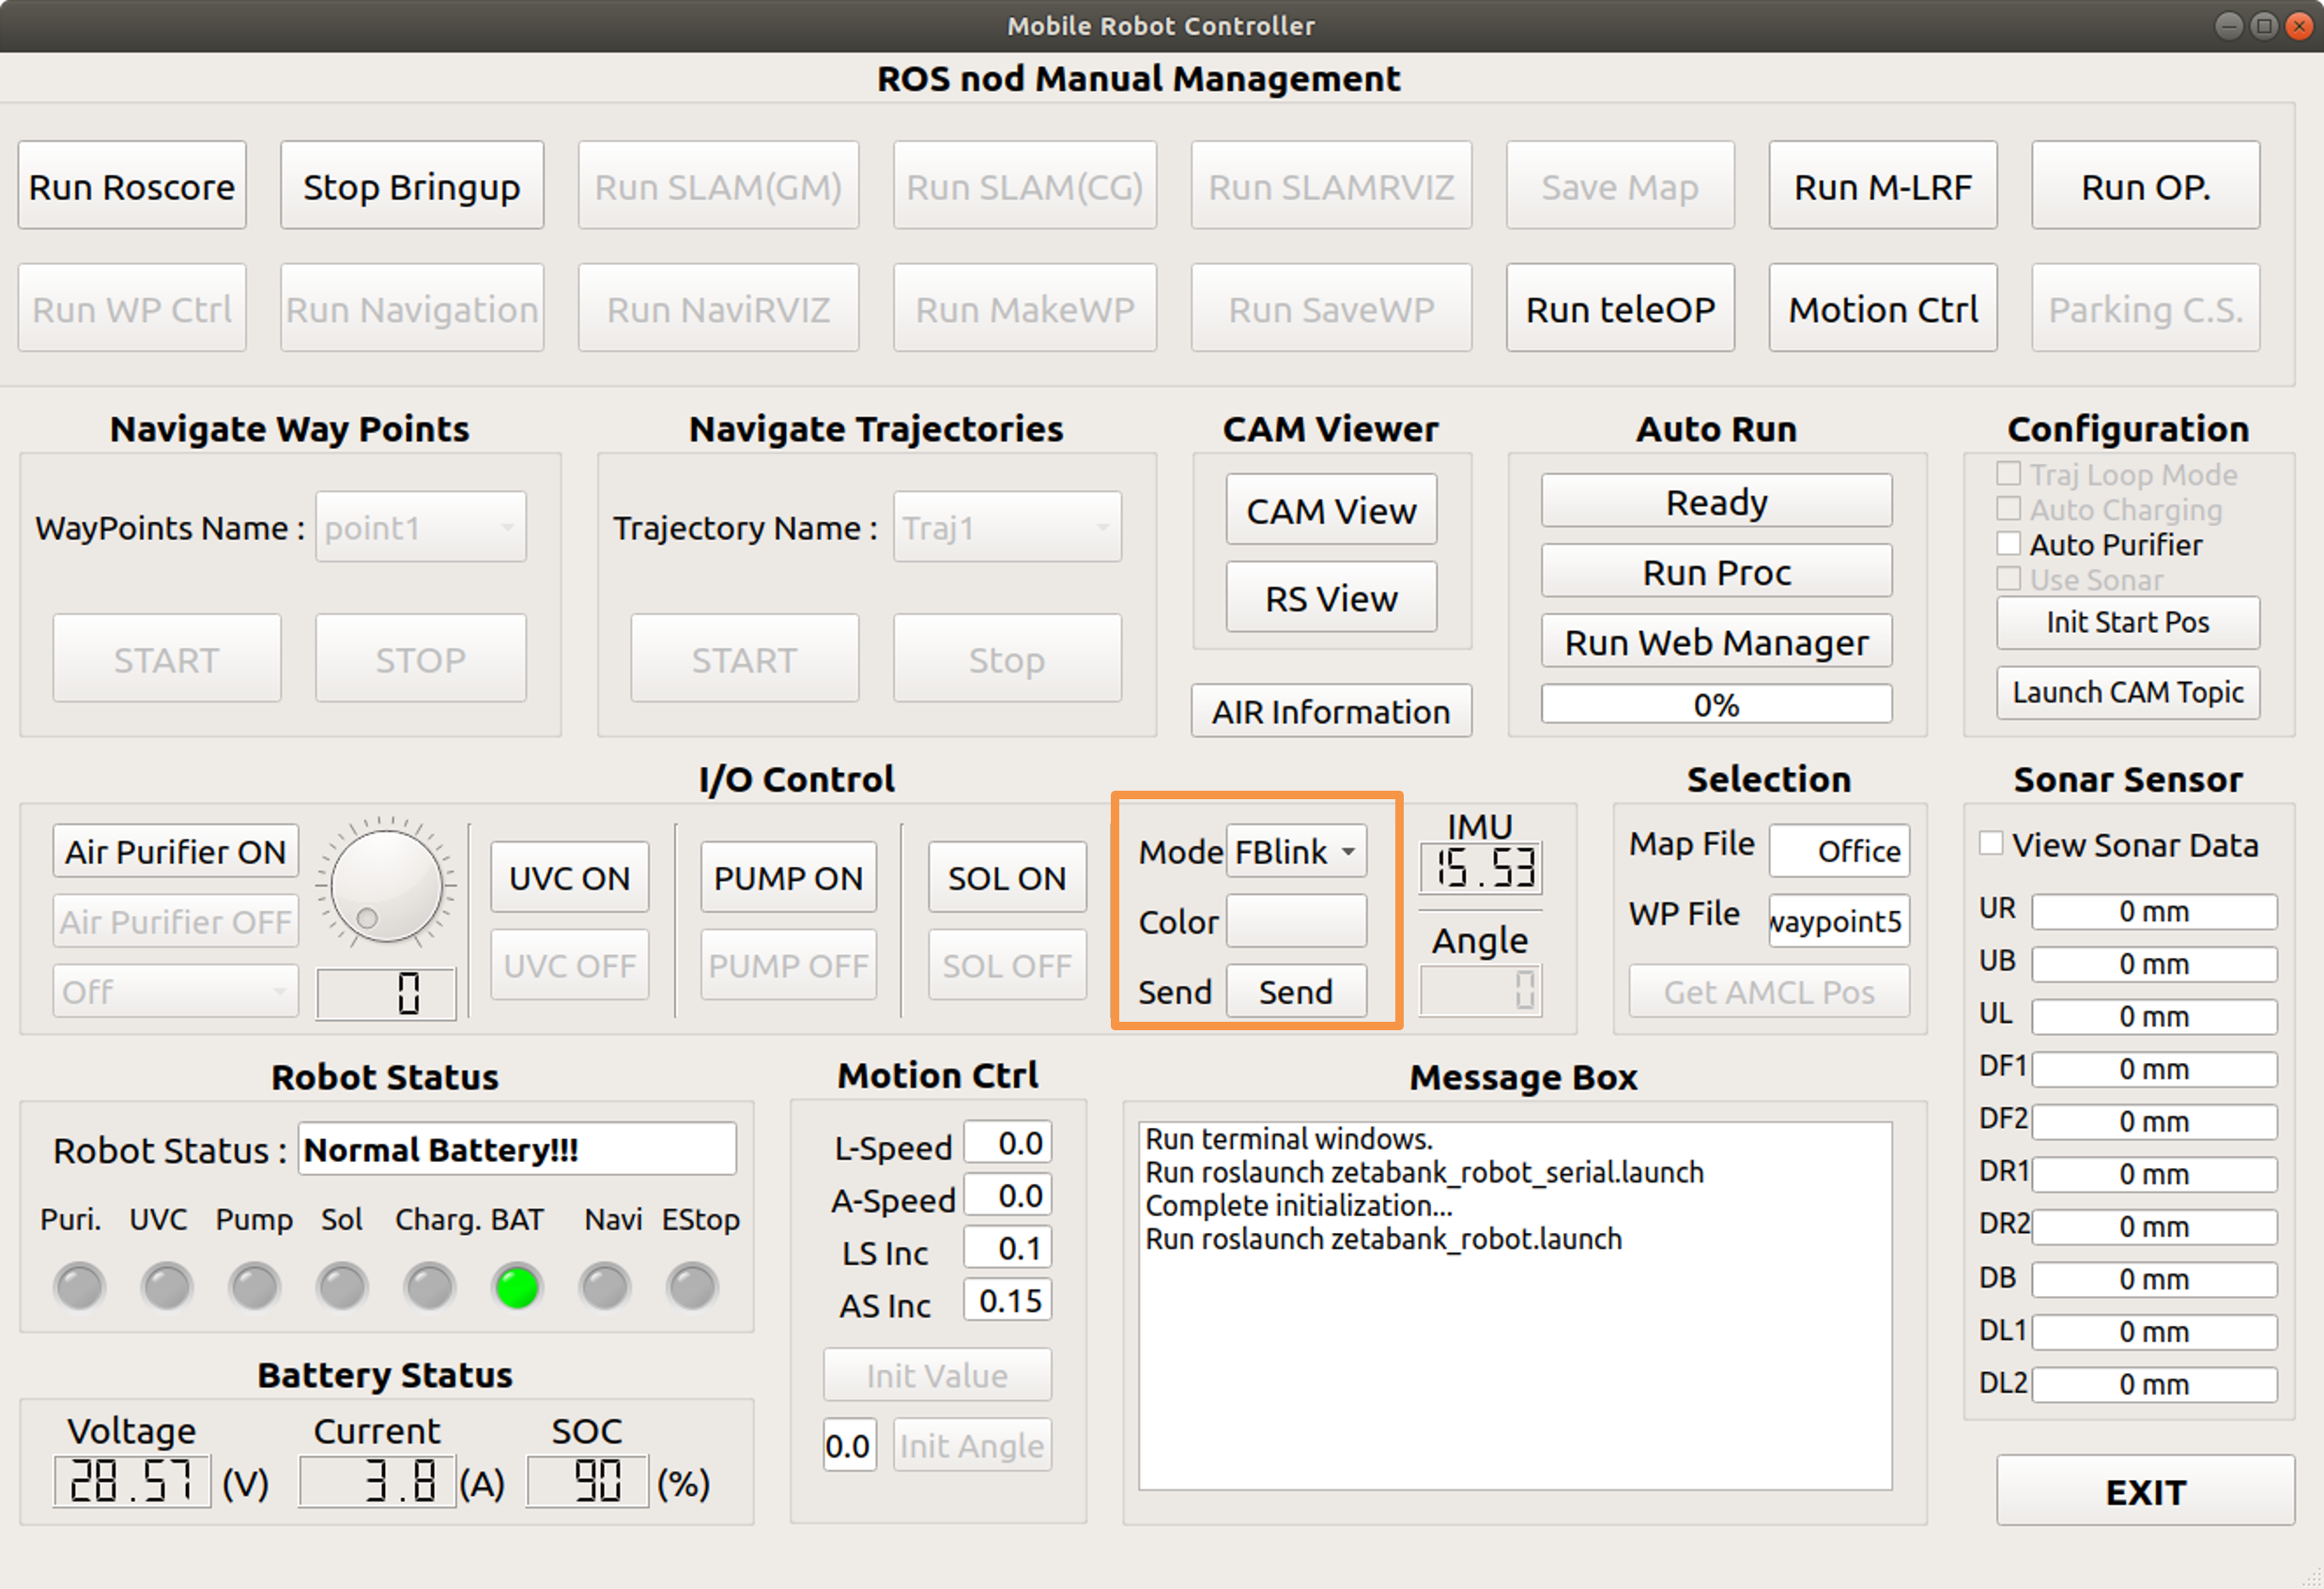 Mobile Robot Controller
ROS nod Manual Management
Run Roscore Stop Bringup Run SLAM(GM) Run SLAM(CG) Run SLAMRVIZ Save Map Run M-LRF Run OP.
Run WP Ctrl Run Navigation Run NaviRVIZ Run MakeWP Run SaveWP Run teleOP Motion Ctrl Parking C.S.
Navigate Way Points
WayPoints Name : point1
START STOP
Navigate Trajectories
Trajectory Name : Traj1
START Stop
CAM Viewer
CAM View
RS View
AIR Information
Auto Run
Ready
Run Proc
Run Web Manager
0%
Configuration
Traj Loop Mode
Auto Charging
Auto Purifier
Use Sonar
Init Start Pos
Launch CAM Topic
I/O Control
Air Purifier ON
Air Purifier OFF
Off
0
UVC ON
UVC OFF
PUMP ON
PUMP OFF
SOL ON
SOL OFF
Mode FBlink
Color
Send Send
IMU
15.53
Angle
0
Selection
Map File Office
WP File waypoint5
Get AMCL Pos
Sonar Sensor
View Sonar Data
UR 0 mm
UB 0 mm
UL 0 mm
DF1 0 mm
DF2 0 mm
DR1 0 mm
DR2 0 mm
DB 0 mm
DL1 0 mm
DL2 0 mm
Robot Status
Robot Status : Normal Battery!!!
Puri. UVC Pump Sol Charg. BAT Navi EStop
Battery Status
Voltage Current SOC
28.57 (V) 3.8 (A) 90 (%)
Motion Ctrl
L-Speed 0.0
A-Speed 0.0
LS Inc 0.1
AS Inc 0.15
Init Value
0.0 Init Angle
Message Box
Run terminal windows.
Run roslaunch zetabank_robot_serial.launch
Complete initialization...
Run roslaunch zetabank_robot.launch
EXIT